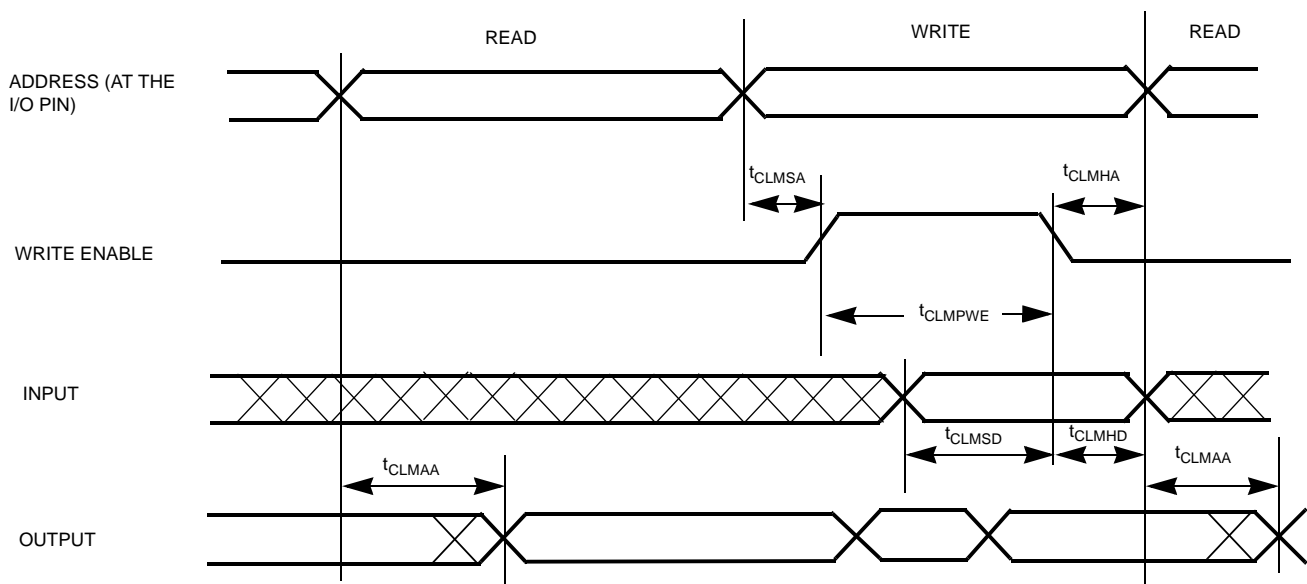 READ
WRITE
READ
ADDRESS (AT THE
I/O PIN)
tCLMSA
tCLMHA
WRITE ENABLE
tCLMPWE
INPUT
tCLMSD
tCLMHD
tCLMAA
tCLMAA
OUTPUT